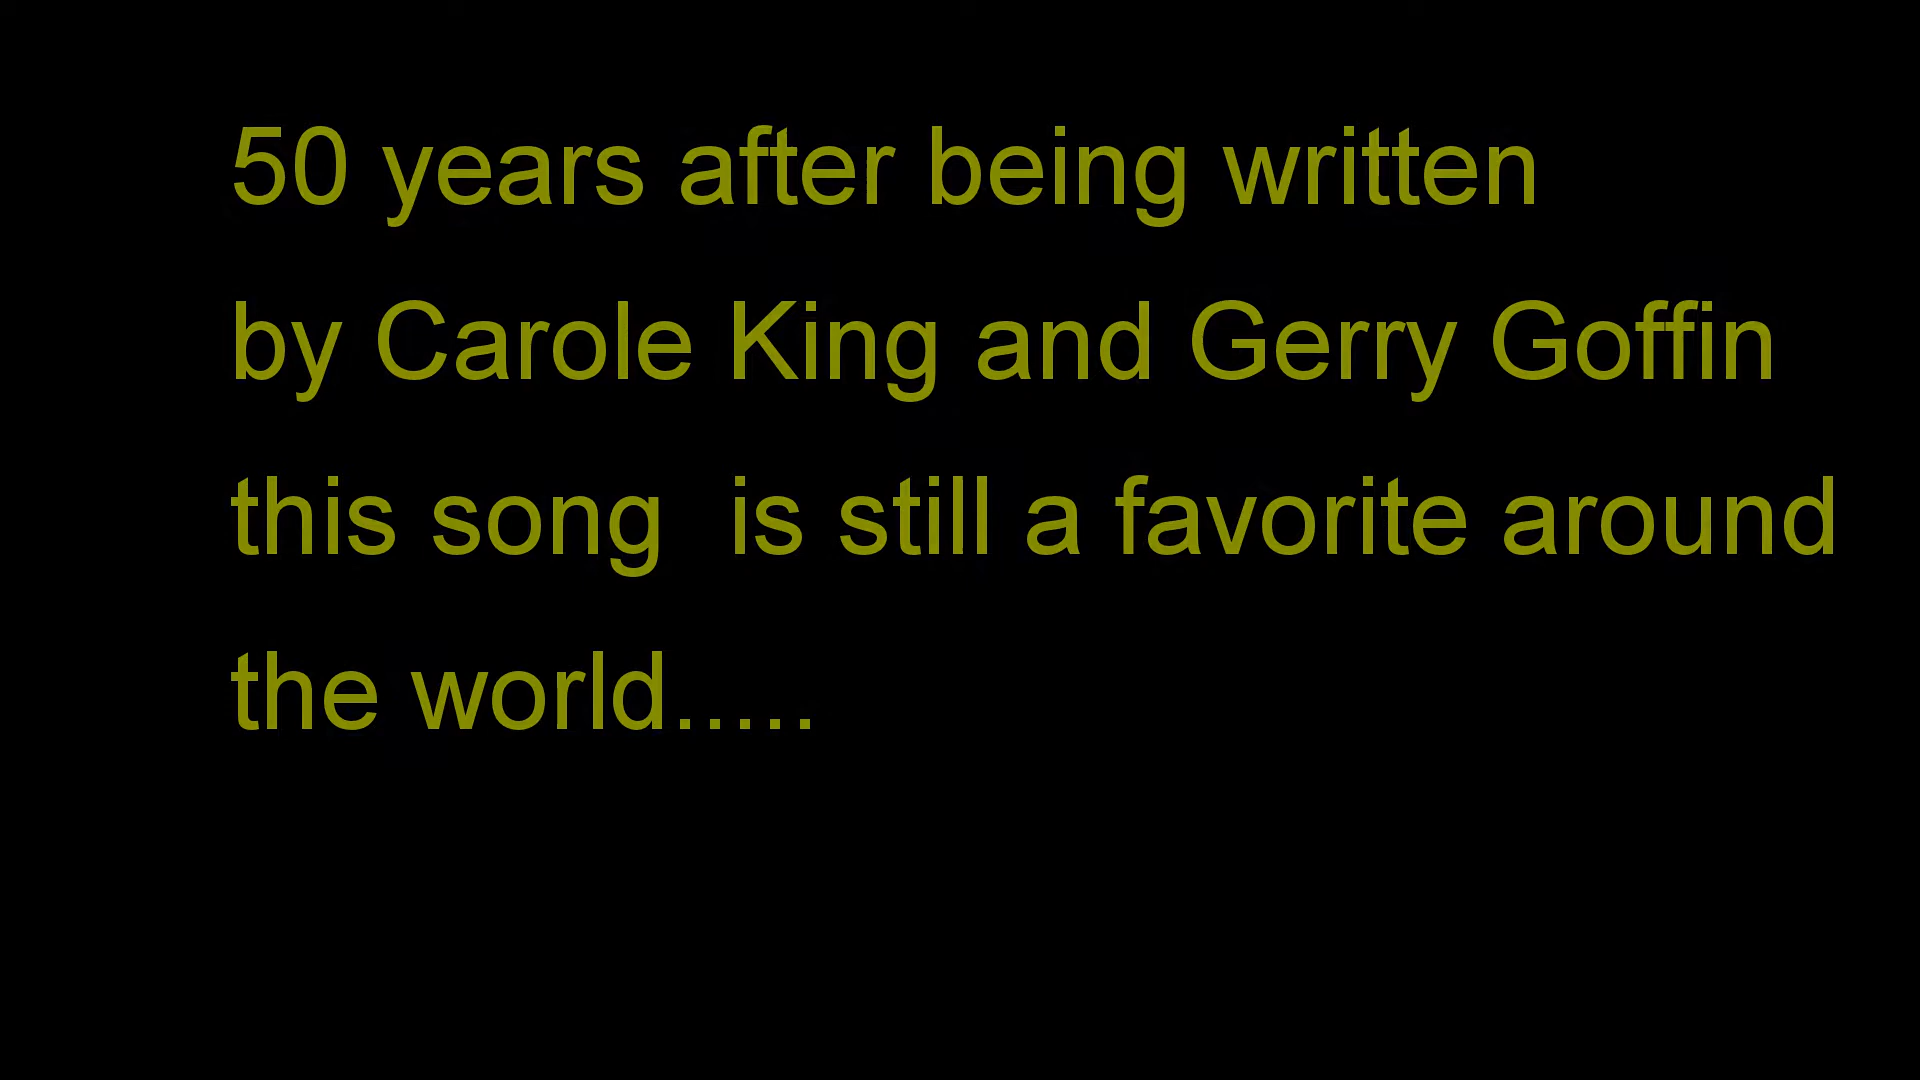 50 years after being written
by Carole King and Gerry Goffin
this song  is still a favorite around
the world.....